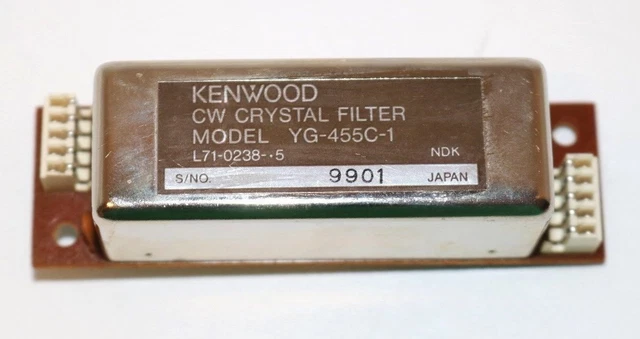 KENWOOD
CW CRYSTAL FILTER
MODEL YG-455C-1
L71-0238-·5 NDK
S/NO. 9901 JAPAN